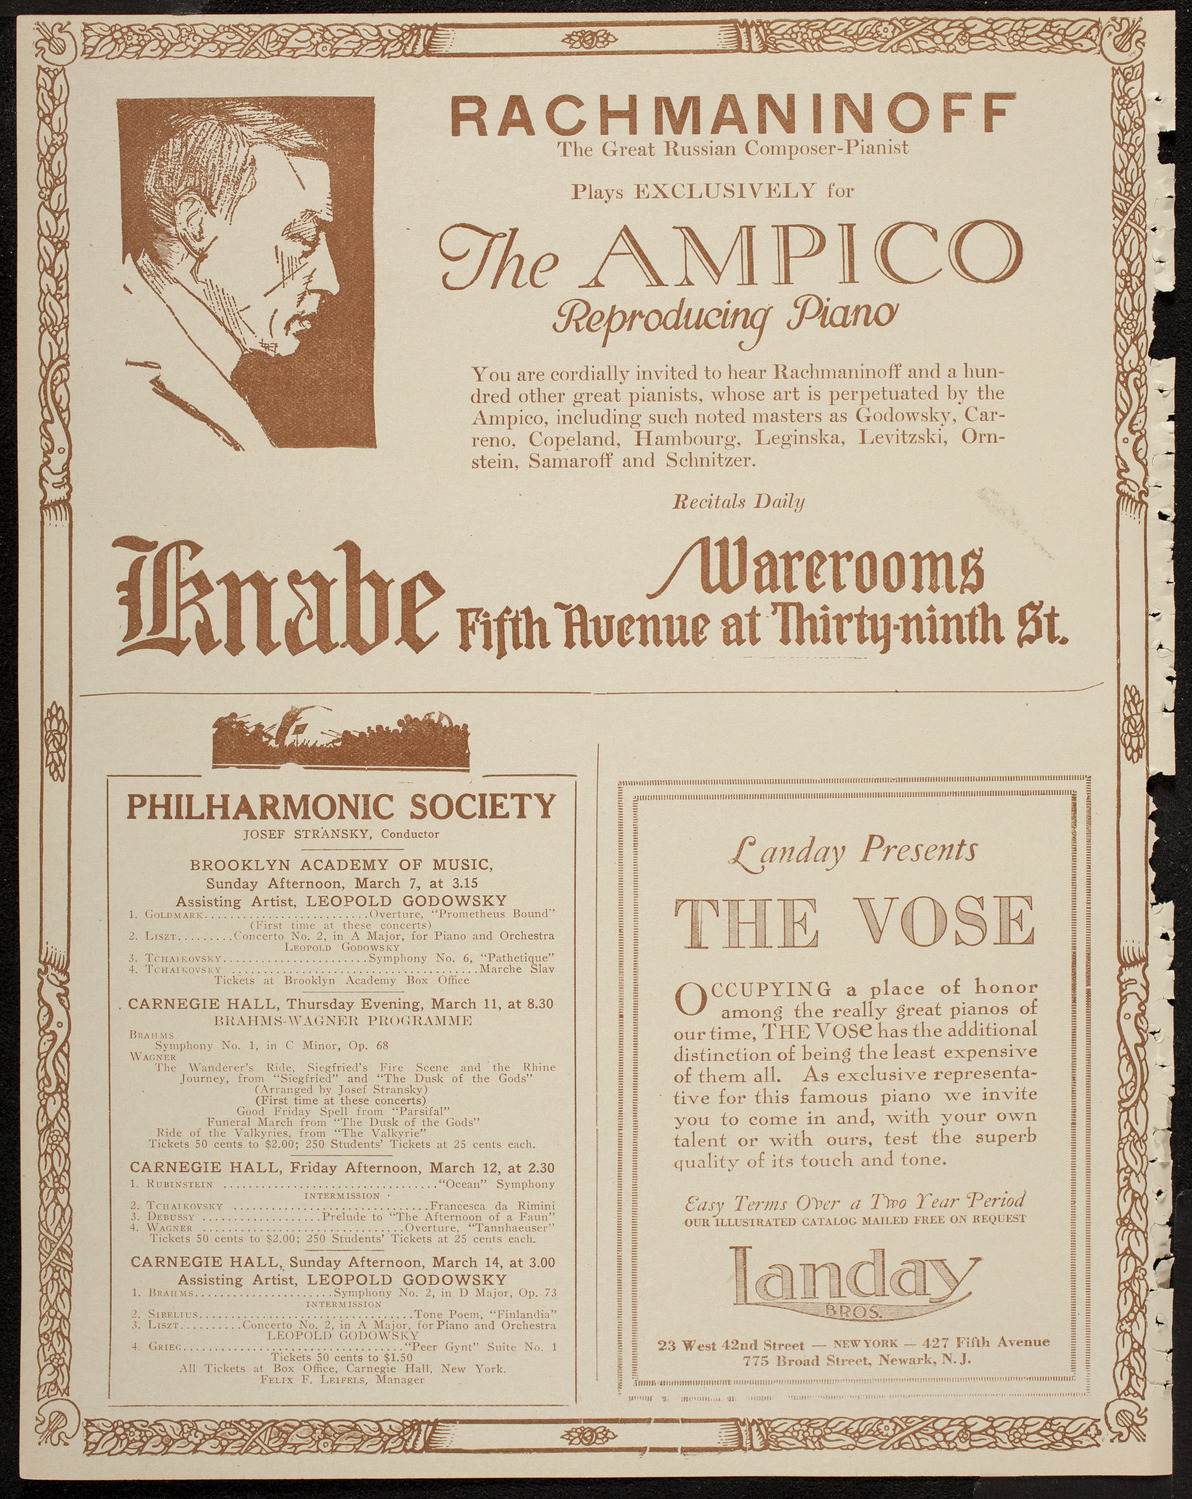 RACHMANINOFF
The Great Russian Composer-Pianist
Plays EXCLUSIVELY for
The AMPICO
Reproducing Piano
You are cordially invited to hear Rachmaninoff and a hun-
dred other great pianists, whose art is perpetuated by the
Ampico, including such noted masters as Godowsky, Car-
reno, Copeland, Hambourg, Leginska, Levitzski, Orn-
stein, Samaroff and Schnitzer.
Recitals Daily
Knabe Warerooms
Fifth Avenue at Thirty-ninth St.
PHILHARMONIC SOCIETY
JOSEF STRANSKY, Conductor
BROOKLYN ACADEMY OF MUSIC,
Sunday Afternoon, March 7, at 3.15
Assisting Artist, LEOPOLD GODOWSKY
1. GOLDMARK..........................Overture, "Prometheus Bound"
(First time at these concerts)
2. LISZT.........Concerto No. 2, in A Major, for Piano and Orchestra
LEOPOLD GODOWSKY
3. TCHAIKOVSKY.......................Symphony No. 6, "Pathetique"
4. TCHAIKOVSKY ........................................Marche Slav
Tickets at Brooklyn Academy Box Office
CARNEGIE HALL, Thursday Evening, March 11, at 8.30
BRAHMS-WAGNER PROGRAMME
BRAHMS
Symphony No. 1, in C Minor, Op. 68
WAGNER
The Wanderer's Ride, Siegfried's Fire Scene and the Rhine
Journey, from "Siegfried" and "The Dusk of the Gods"
(Arranged by Josef Stransky)
(First time at these concerts)
Good Friday Spell from "Parsifal"
Funeral March from "The Dusk of the Gods"
Ride of the Valkyries, from "The Valkyrie"
Tickets 50 cents to $2.00; 250 Students' Tickets at 25 cents each.
CARNEGIE HALL, Friday Afternoon, March 12, at 2.30
1. RUBINSTEIN ..................................."Ocean" Symphony
INTERMISSION
2. TCHAIKOVSKY ................................Francesca da Rimini
3. DEBUSSY ...................Prelude to "The Afternoon of a Faun"
4. WAGNER .................................Overture, "Tannhaeuser"
Tickets 50 cents to $2.00; 250 Students' Tickets at 25 cents each.
CARNEGIE HALL, Sunday Afternoon, March 14, at 3.00
Assisting Artist, LEOPOLD GODOWSKY
1. BRAHMS......................Symphony No. 2, in D Major, Op. 73
INTERMISSION
2. SIBELIUS..................................Tone Poem, "Finlandia"
3. LISZT..........Concerto No. 2, in A Major, for Piano and Orchestra
LEOPOLD GODOWSKY
4. GRIEG........................................"Peer Gynt" Suite No. 1
Tickets 50 cents to $1.50
All Tickets at Box Office, Carnegie Hall, New York.
FELIX F. LEIFELS, Manager
Landay Presents
THE VOSE
OCCUPYING a place of honor
among the really great pianos of
our time, THE VOSE has the additional
distinction of being the least expensive
of them all. As exclusive representa-
tive for this famous piano we invite
you to come in and, with your own
talent or with ours, test the superb
quality of its touch and tone.
Easy Terms Over a Two Year Period
OUR ILLUSTRATED CATALOG MAILED FREE ON REQUEST
Landay
BROS.
23 West 42nd Street — NEW YORK — 427 Fifth Avenue
775 Broad Street, Newark, N. J.